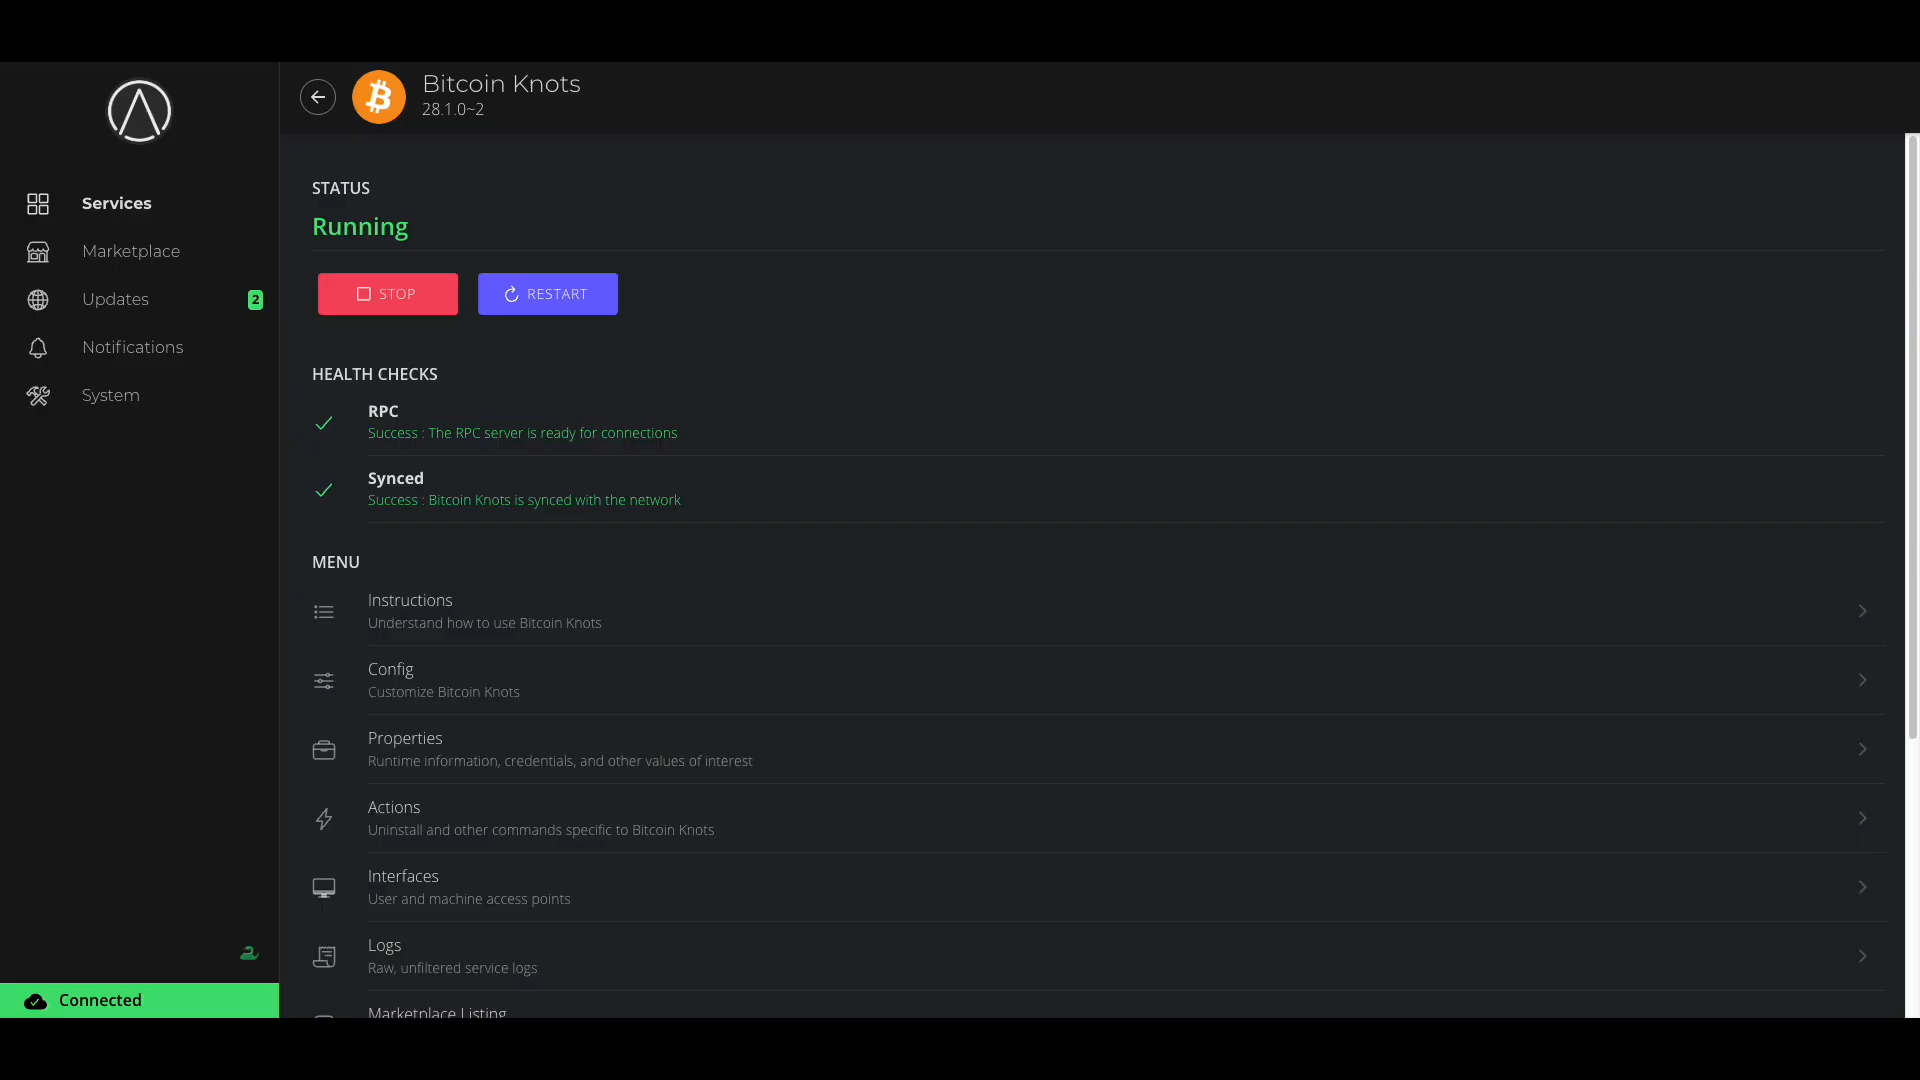 Bitcoin Knots
28.1.0~2
Services
Marketplace
Updates
2
Notifications
System
Connected
STATUS
Running
STOP
RESTART
HEALTH CHECKS
RPC
Success : The RPC server is ready for connections
Synced
Success : Bitcoin Knots is synced with the network
MENU
Instructions
Understand how to use Bitcoin Knots
Config
Customize Bitcoin Knots
Properties
Runtime information, credentials, and other values of interest
Actions
Uninstall and other commands specific to Bitcoin Knots
Interfaces
User and machine access points
Logs
Raw, unfiltered service logs
Marketplace Listing